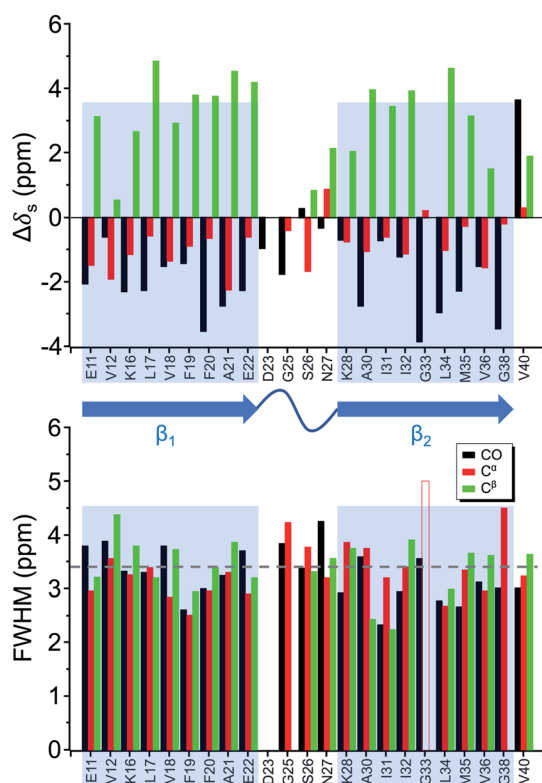 Δδs (ppm)
6
4
2
0
-2
-4
E11 V12 K16 L17 V18 F19 F20 A21 E22 D23 G25 S26 N27 K28 A30 I31 I32 G33 L34 M35 V36 G38 V40
β1 β2
FWHM (ppm)
6
5
4
3
2
1
0
CO
Cα
Cβ
E11 V12 K16 L17 V18 F19 F20 A21 E22 D23 G25 S26 N27 K28 A30 I31 I32 G33 L34 M35 V36 G38 V40